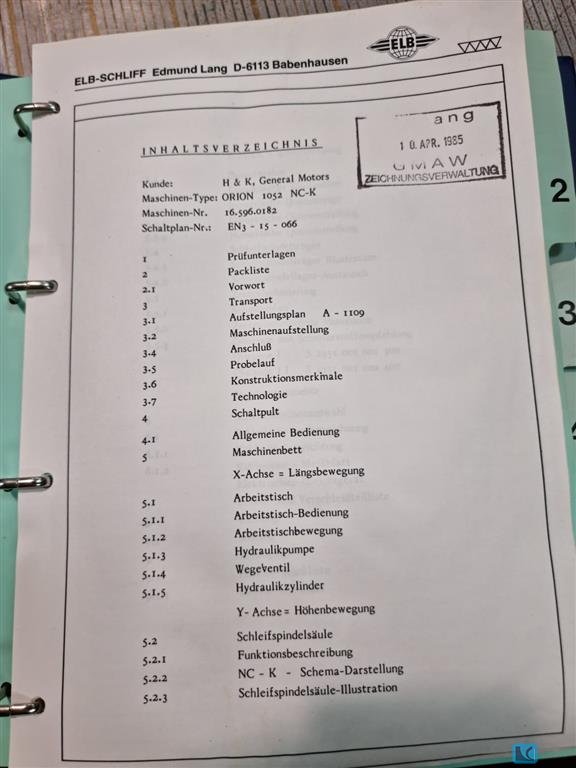 ELB-SCHLIFF Edmund Lang D-6113 Babenhausen
ELB
INHALTSVERZEICHNIS
ang
10. APR. 1985
UMAW
ZEICHNUNGSVERWALTUNG
Kunde: H & K, General Motors
Maschinen-Type: ORION 1052 NC-K
Maschinen-Nr. 16.596.0182
Schaltplan-Nr.: EN3 - 15 - 066
1 Prüfunterlagen
2 Packliste
2.1 Vorwort
3 Transport
3.1 Aufstellungsplan A - 1109
3.2 Maschinenaufstellung
3.4 Anschluß
3.5 Probelauf
3.6 Konstruktionsmerkmale
3.7 Technologie
4 Schaltpult
4.1 Allgemeine Bedienung
5 Maschinenbett
X-Achse = Längsbewegung
5.1 Arbeitstisch
5.1.1 Arbeitstisch-Bedienung
5.1.2 Arbeitstischbewegung
5.1.3 Hydraulikpumpe
5.1.4 Wegeventil
5.1.5 Hydraulikzylinder
Y- Achse = Höhenbewegung
5.2 Schleifspindelsäule
5.2.1 Funktionsbeschreibung
5.2.2 NC - K - Schema-Darstellung
5.2.3 Schleifspindelsäule-Illustration
2
3